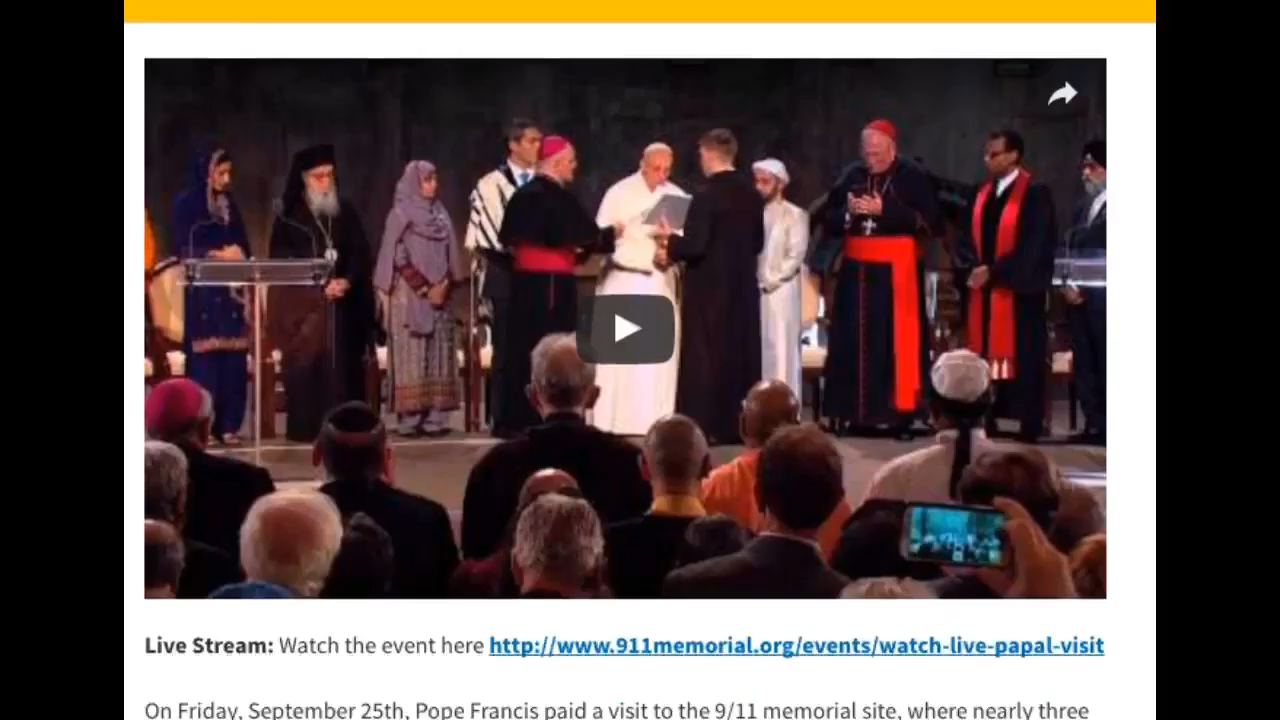 Live Stream: Watch the event here http://www.911memorial.org/events/watch-live-papal-visit
On Friday, September 25th, Pope Francis paid a visit to the 9/11 memorial site, where nearly three